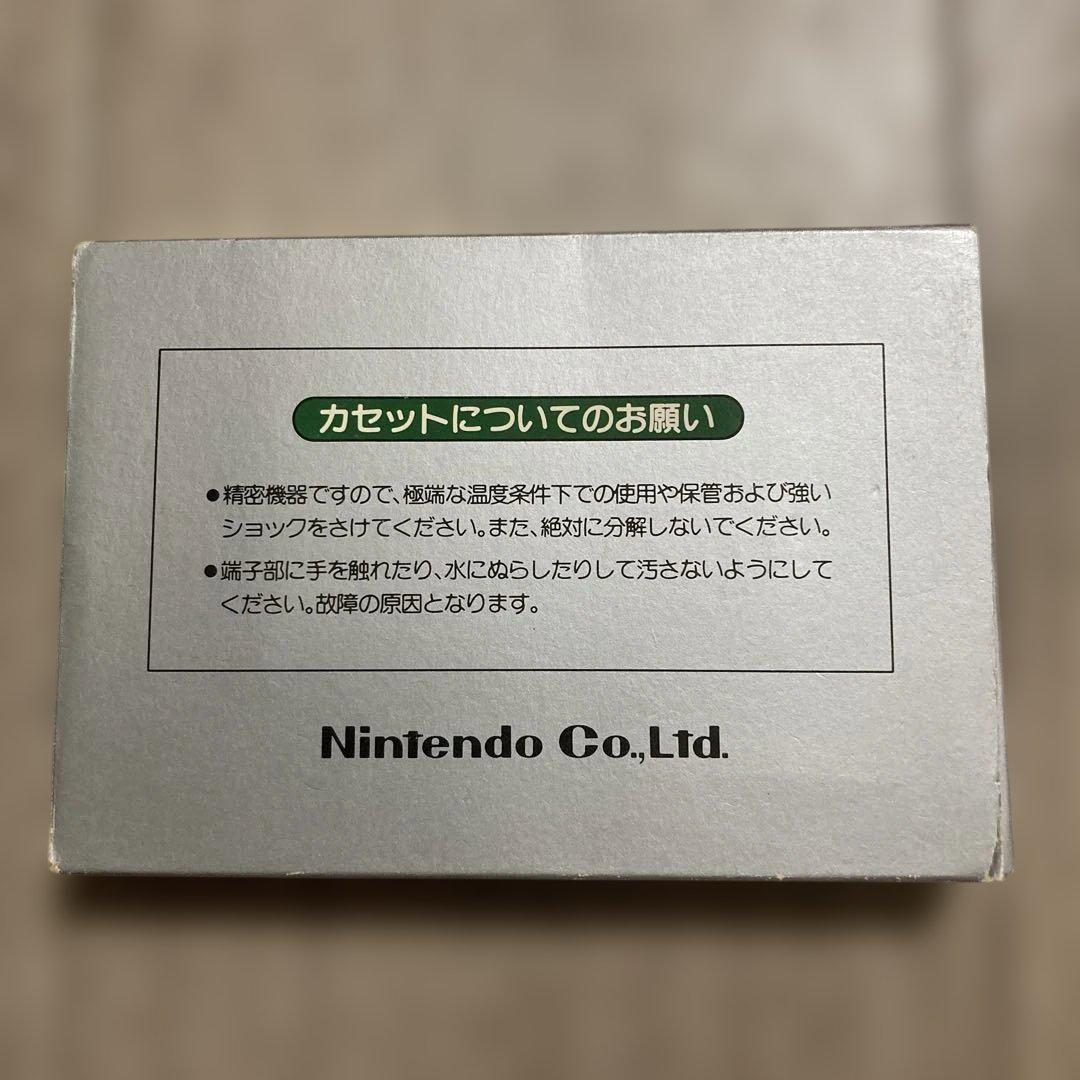 カセットについてのお願い
●精密機器ですので、極端な温度条件下での使用や保管および強い
ショックをさけてください。また、絶対に分解しないでください。
●端子部に手を触れたり、水にぬらしたりして汚さないようにして
ください。故障の原因となります。
Nintendo Co.,Ltd.